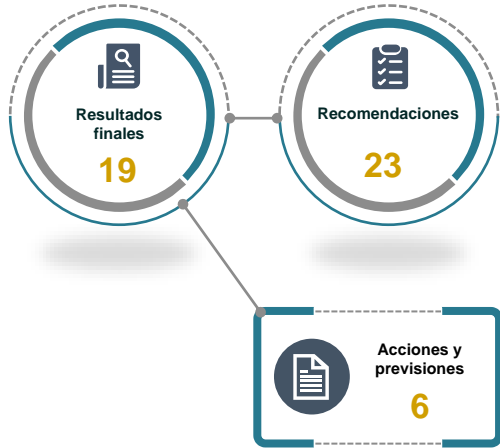 Resultados
finales
19
Recomendaciones
23
Acciones y
previsiones
6